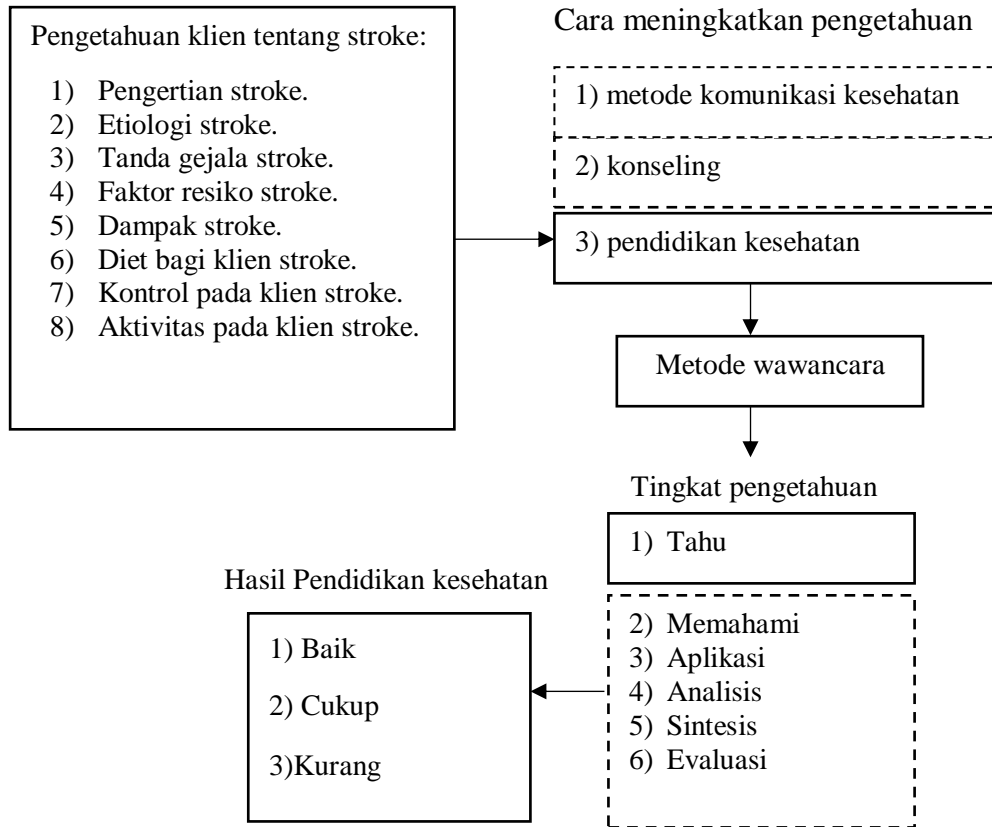 Pengetahuan klien tentang stroke:
1) Pengertian stroke.
2) Etiologi stroke.
3) Tanda gejala stroke.
4) Faktor resiko stroke.
5) Dampak stroke.
6) Diet bagi klien stroke.
7) Kontrol pada klien stroke.
8) Aktivitas pada klien stroke.
Cara meningkatkan pengetahuan
1) metode komunikasi kesehatan
2) konseling
3) pendidikan kesehatan
Metode wawancara
Tingkat pengetahuan
1) Tahu
2) Memahami
3) Aplikasi
4) Analisis
5) Sintesis
6) Evaluasi
Hasil Pendidikan kesehatan
1) Baik
2) Cukup
3)Kurang